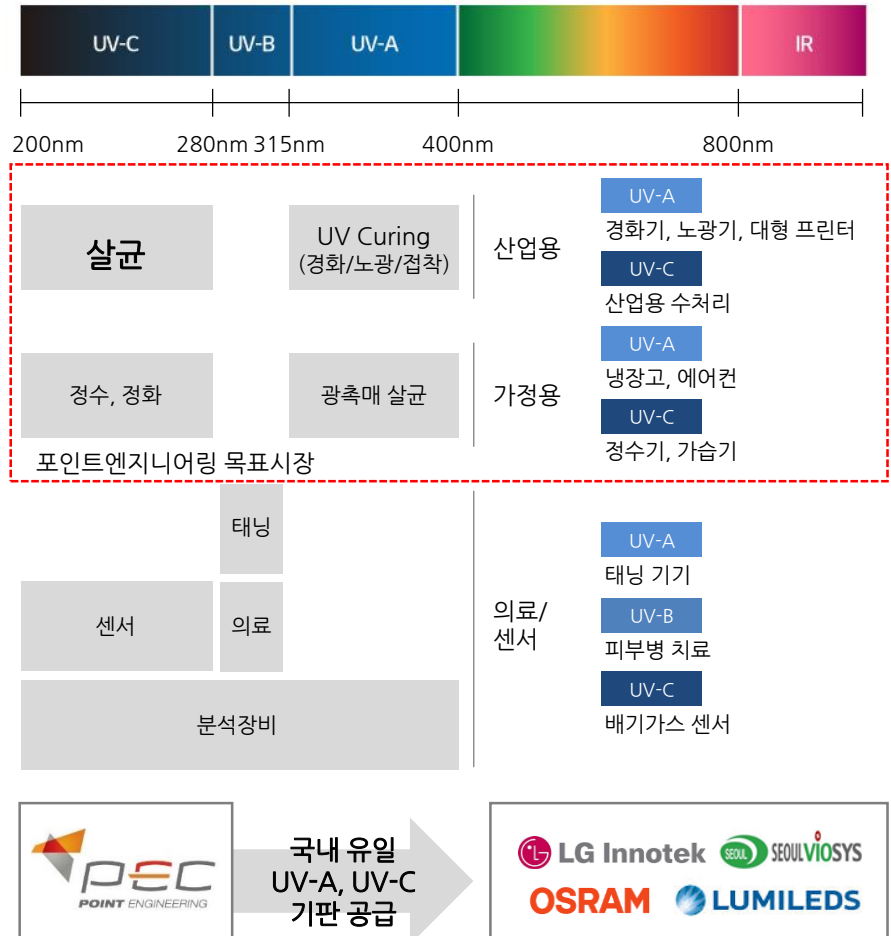 UV-C UV-B UV-A IR
200nm 280nm 315nm 400nm 800nm
살균
UV Curing
(경화/노광/접착)
산업용
UV-A
경화기, 노광기, 대형 프린터
UV-C
산업용 수처리
정수, 정화
광촉매 살균
가정용
UV-A
냉장고, 에어컨
UV-C
정수기, 가습기
포인트엔지니어링 목표시장
태닝
센서
의료
분석장비
의료/
센서
UV-A
태닝 기기
UV-B
피부병 치료
UV-C
배기가스 센서
PEC
POINT ENGINEERING
국내 유일
UV-A, UV-C
기판 공급
LG Innotek SEOUL SEOUL VIOSYS
OSRAM LUMILEDS